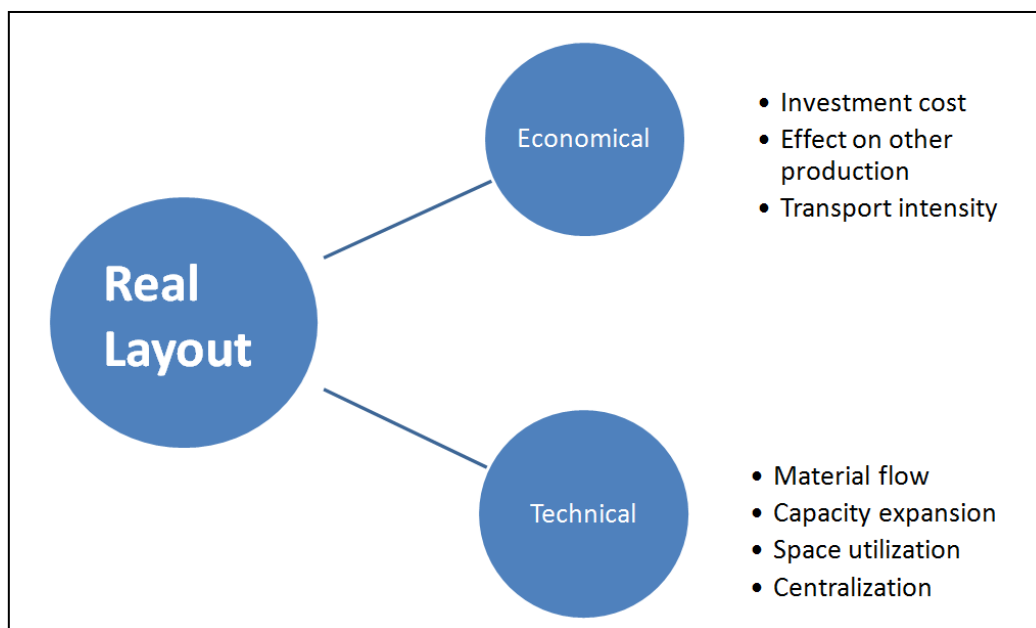 Real
Layout
Economical
• Investment cost
• Effect on other
production
• Transport intensity
Technical
• Material flow
• Capacity expansion
• Space utilization
• Centralization